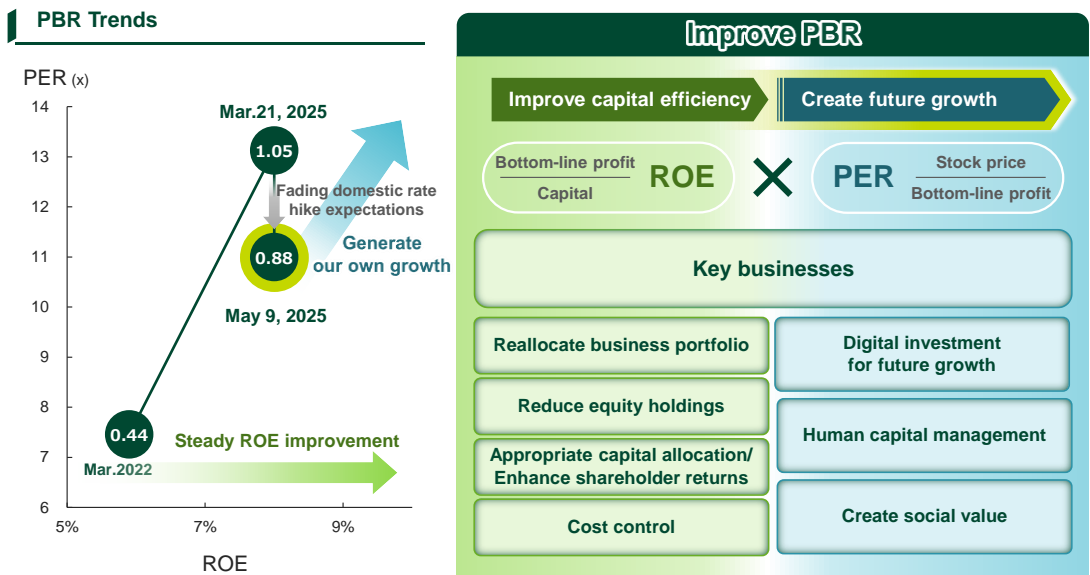 PBR Trends
PER (x)
14
13
12
11
10
9
8
7
6
5%
7%
9%
ROE
Mar.21, 2025
1.05
Fading domestic rate
hike expectations
0.88
Generate
our own growth
May 9, 2025
0.44
Mar.2022
Steady ROE improvement
Improve PBR
Improve capital efficiency
Create future growth
Bottom-line profit
Capital
ROE
×
PER
Stock price
Bottom-line profit
Key businesses
Reallocate business portfolio
Reduce equity holdings
Appropriate capital allocation/
Enhance shareholder returns
Cost control
Digital investment
for future growth
Human capital management
Create social value